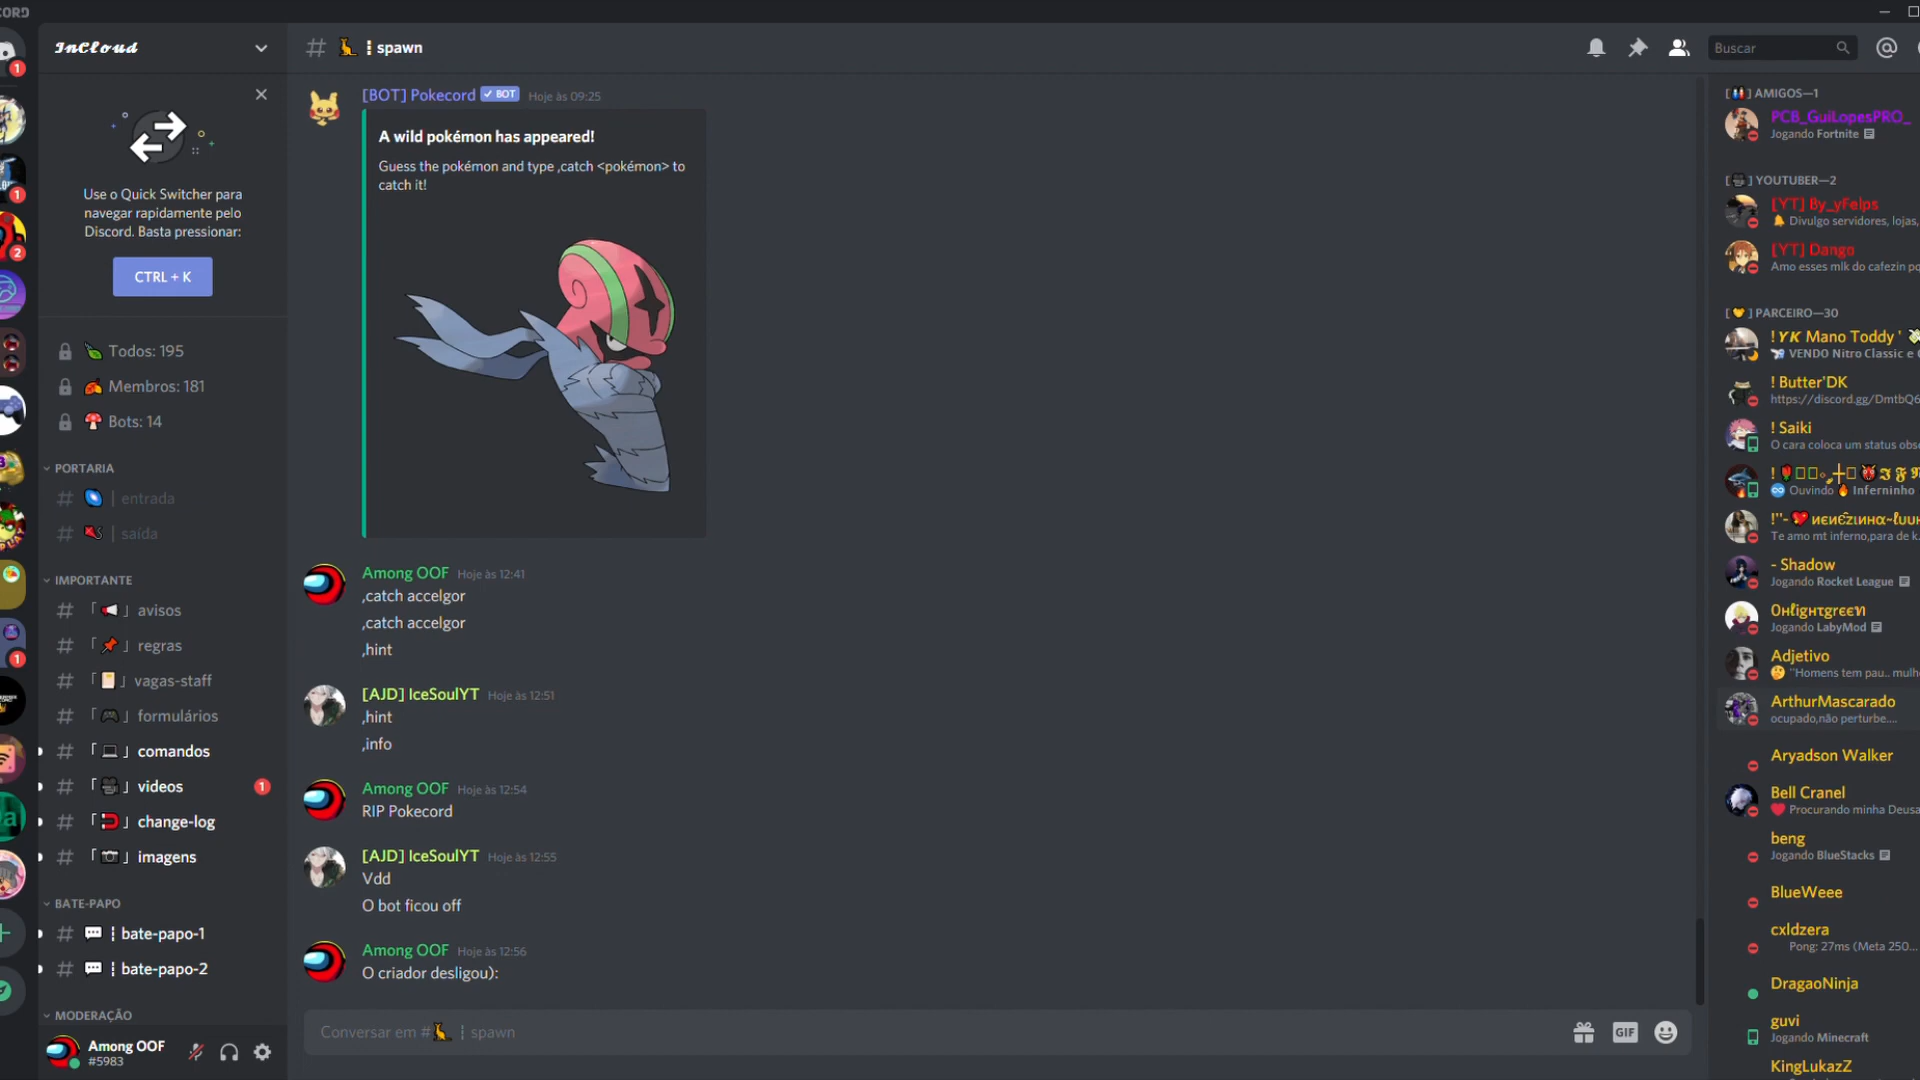 CORD
InCloud
Use o Quick Switcher para
navegar rapidamente pelo
Discord. Basta pressionar:
CTRL + K
Todos: 195
Membros: 181
Bots: 14
PORTARIA
| entrada
| saída
IMPORTANTE
「 」 avisos
「 」 regras
「 」 vagas-staff
「 」 formulários
「 」 comandos
「 」 videos
1
「 」 change-log
「 」 imagens
BATE-PAPO
bate-papo-1
bate-papo-2
MODERAÇÃO
Among OOF
#5983
# spawn
[BOT] Pokecord BOT Hoje às 09:25
A wild pokémon has appeared!
Guess the pokémon and type ,catch <pokémon> to
catch it!
Among OOF Hoje às 12:41
,catch accelgor
,catch accelgor
,hint
[AJD] IceSoulYT Hoje às 12:51
,hint
,info
Among OOF Hoje às 12:54
RIP Pokecord
[AJD] IceSoulYT Hoje às 12:55
Vdd
O bot ficou off
Among OOF Hoje às 12:56
O criador desligou):
Conversar em # spawn
GIF
Buscar
[ ] AMIGOS—1
PCB_GuiLopesPRO_
Jogando Fortnite
[ ] YOUTUBER—2
[YT] By_yFelps
Divulgo servidores, lojas,
[YT] Dango
Amo esses mlk do cafezin
[ ] PARCEIRO—30
! YK Mano Toddy '
VENDO Nitro Classic e
! Butter'DK
https://discord.gg/DmtbQ6
! Saiki
O cara coloca um status
Ouvindo Inferninho
Te amo mt inferno,para de k...
- Shadow
Jogando Rocket League
Jogando LabyMod
Adjetivo
"Homens tem pau..
ArthurMascarado
ocupado,não perturbe....
Aryadson Walker
Bell Cranel
Procurando minha Deusa
beng
Jogando BlueStacks
BlueWeee
cxldzera
Pong: 27ms (Meta 250...
DragaoNinja
guvi
Jogando Minecraft
KingLukazZ